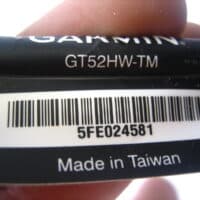 GARMIN
GT52HW-TM
5FE024581
Made in Taiwan